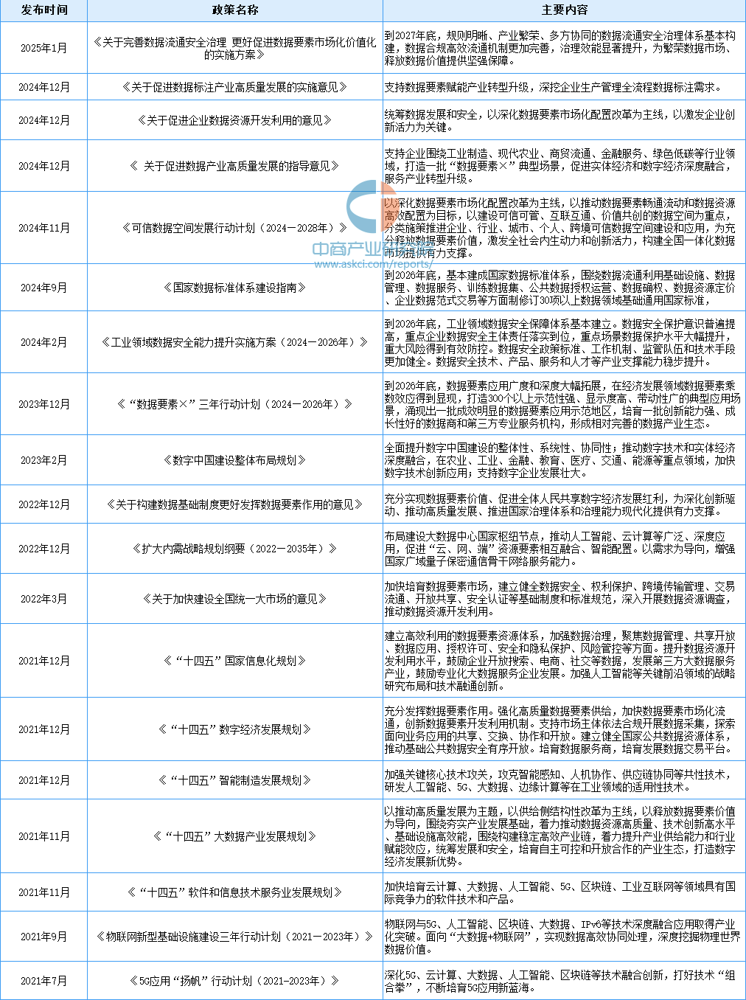 发布时间
政策名称
主要内容
2025年1月
《关于完善数据流通安全治理 更好促进数据要素市场化价值化
的实施方案》
到2027年底，规则明晰、产业繁荣、多方协同的数据流通安全治理体系基本构
建，数据合规高效流通机制更加完善，治理效能显著提升，为繁荣数据市场、
释放数据价值提供坚强保障。
2024年12月
《关于促进数据标注产业高质量发展的实施意见》
支持数据要素赋能产业转型升级，深挖企业生产管理全流程数据标注需求。
2024年12月
《关于促进企业数据资源开发利用的意见》
统筹数据发展和安全，以深化数据要素市场化配置改革为主线，以激发企业创
新活力为关键。
2024年12月
《 关于促进数据产业高质量发展的指导意见》
支持企业围绕工业制造、现代农业、商贸流通、金融服务、绿色低碳等行业领
域，打造一批“数据要素×”典型场景，促进实体经济和数字经济深度融合，
服务产业转型升级。
2024年11月
《可信数据空间发展行动计划（2024—2028年）》
以深化数据要素市场化配置改革为主线，以推动数据要素畅通流动和数据资源
高效配置为目标，以建设可信可管、互联互通、价值共创的数据空间为重点，
分类施策推进企业、行业、城市、个人、跨境可信数据空间建设和应用，为充
分释放数据要素价值，激发全社会内生动力和创新活力，构建全国一体化数据
市场提供有力支撑。
中商产业研究院
www.askci.com/reports/
2024年9月
《国家数据标准体系建设指南》
到2026年底，基本建成国家数据标准体系，围绕数据流通利用基础设施、数据
管理、数据服务、训练数据集、公共数据授权运营、数据确权、数据资源定价
、企业数据范式交易等方面制修订30项以上数据领域基础通用国家标准，
2024年2月
《工业领域数据安全能力提升实施方案（2024—2026年）》
到2026年底，工业领域数据安全保障体系基本建立。数据安全保护意识普遍提
高，重点企业数据安全主体责任落实到位，重点场景数据保护水平大幅提升，
重大风险得到有效防控。数据安全政策标准、工作机制、监管队伍和技术手段
更加健全。数据安全技术、产品、服务和人才等产业支撑能力稳步提升。
2023年12月
《“数据要素×”三年行动计划（2024—2026年）》
到2026年底，数据要素应用广度和深度大幅拓展，在经济发展领域数据要素乘
数效应得到显现，打造300个以上示范性强、显示度高、带动性广的典型应用场
景，涌现出一批成效明显的数据要素应用示范地区，培育一批创新能力强、成
长性好的数据商和第三方专业服务机构，形成相对完善的数据产业生态。
2023年2月
《数字中国建设整体布局规划》
全面提升数字中国建设的整体性、系统性、协同性；推动数字技术和实体经济
深度融合，在农业、工业、金融、教育、医疗、交通、能源等重点领域，加快
数字技术创新应用；支持数字企业发展壮大。
2022年12月
《关于构建数据基础制度更好发挥数据要素作用的意见》
充分实现数据要素价值、促进全体人民共享数字经济发展红利，为深化创新驱
动、推动高质量发展、推进国家治理体系和治理能力现代化提供有力支撑。
2022年12月
《扩大内需战略规划纲要（2022—2035年）》
布局建设大数据中心国家枢纽节点，推动人工智能、云计算等广泛、深度应
用，促进“云、网、端”资源要素相互融合、智能配置。以需求为导向，增强
国家广域量子保密通信骨干网络服务能力。
2022年3月
《关于加快建设全国统一大市场的意见》
加快培育数据要素市场，建立健全数据安全、权利保护、跨境传输管理、交易
流通、开放共享、安全认证等基础制度和标准规范，深入开展数据资源调查，
推动数据资源开发利用。
2021年12月
《“十四五”国家信息化规划》
建立高效利用的数据要素资源体系，加强数据治理，聚焦数据管理、共享开放
、数据应用、授权许可、安全和隐私保护、风险管控等方面。提升数据资源开
发利用水平，鼓励企业开放搜索、电商、社交等数据，发展第三方大数据服务
产业，鼓励专业化大数据服务企业发展。加强人工智能等关键前沿领域的战略
研究布局和技术融通创新。
2021年12月
《“十四五”数字经济发展规划》
充分发挥数据要素作用。强化高质量数据要素供给，加快数据要素市场化流
通，创新数据要素开发利用机制。支持市场主体依法合规开展数据采集，探索
面向业务应用的共享、交换、协作和开放。建立健全国家公共数据资源体系，
推动基础公共数据安全有序开放。培育数据服务商，培育发展数据交易平台。
2021年12月
《“十四五”智能制造发展规划》
加强关键核心技术攻关，攻克智能感知、人机协作、供应链协同等共性技术，
研发人工智能、5G、大数据、边缘计算等在工业领域的适用性技术。
2021年11月
《“十四五”大数据产业发展规划》
以推动高质量发展为主题，以供给侧结构性改革为主线，以释放数据要素价值
为导向，围绕夯实产业发展基础，着力推动数据资源高质量、技术创新高水平
、基础设施高效能，围绕构建稳定高效产业链，着力提升产业供给能力和行业
赋能效应，统筹发展和安全，培育自主可控和开放合作的产业生态，打造数字
经济发展新优势。
2021年11月
《“十四五”软件和信息技术服务业发展规划》
加快培育云计算、大数据、人工智能、5G、区块链、工业互联网等领域具有国
际竞争力的软件技术和产品。
2021年9月
《物联网新型基础设施建设三年行动计划（2021—2023年）》
物联网与5G、人工智能、区块链、大数据、IPv6等技术深度融合应用取得产业
化突破。面向“大数据+物联网”，实现数据高效协同处理，深度挖掘物理世界
数据价值。
2021年7月
《5G应用“扬帆”行动计划（2021-2023年）》
深化5G、云计算、大数据、人工智能、区块链等技术融合创新，打好技术“组
合拳”，不断培育5G应用新蓝海。